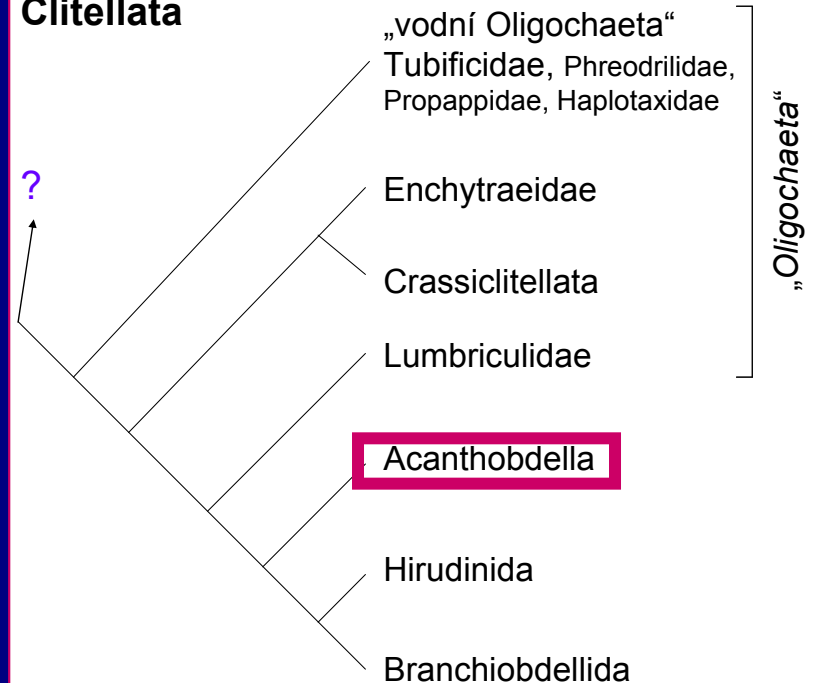 Clitellata
„vodní Oligochaeta“
Tubificidae, Phreodrilidae,
Propappidae, Haplotaxidae
?
Enchytraeidae
Crassiclitellata
Lumbriculidae
„Oligochaeta“
Acanthobdella
Hirudinida
Branchiobdellida